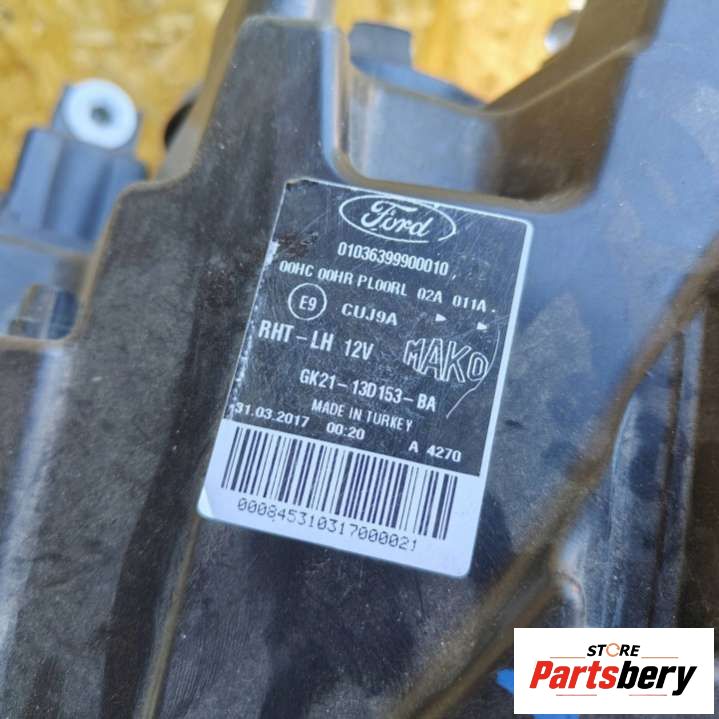 Ford
01036399900010
00HC 00HR PL00RL 02A 011A
E9 CUJ9A
RHT-LH 12V MAKO
GK21-13D153-BA
MADE IN TURKEY
31.03.2017 00:20 A 4270
000845310317000021
STORE
Partsbery